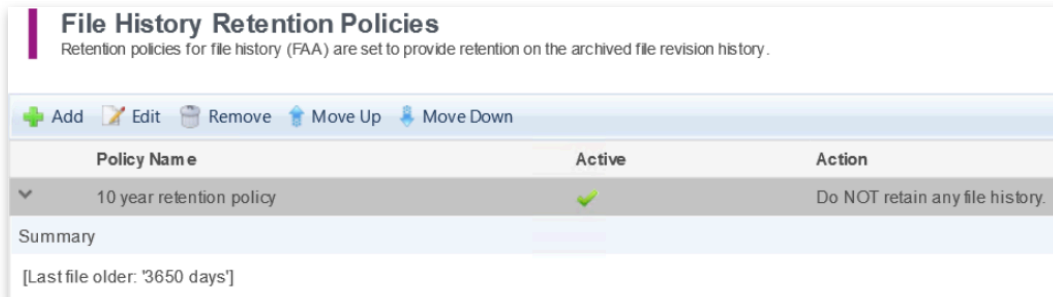 File History Retention Policies
Retention policies for file history (FAA) are set to provide retention on the archived file revision history.
Add Edit Remove Move Up Move Down
Policy Name Active Action
10 year retention policy Do NOT retain any file history.
Summary
[Last file older: '3650 days']